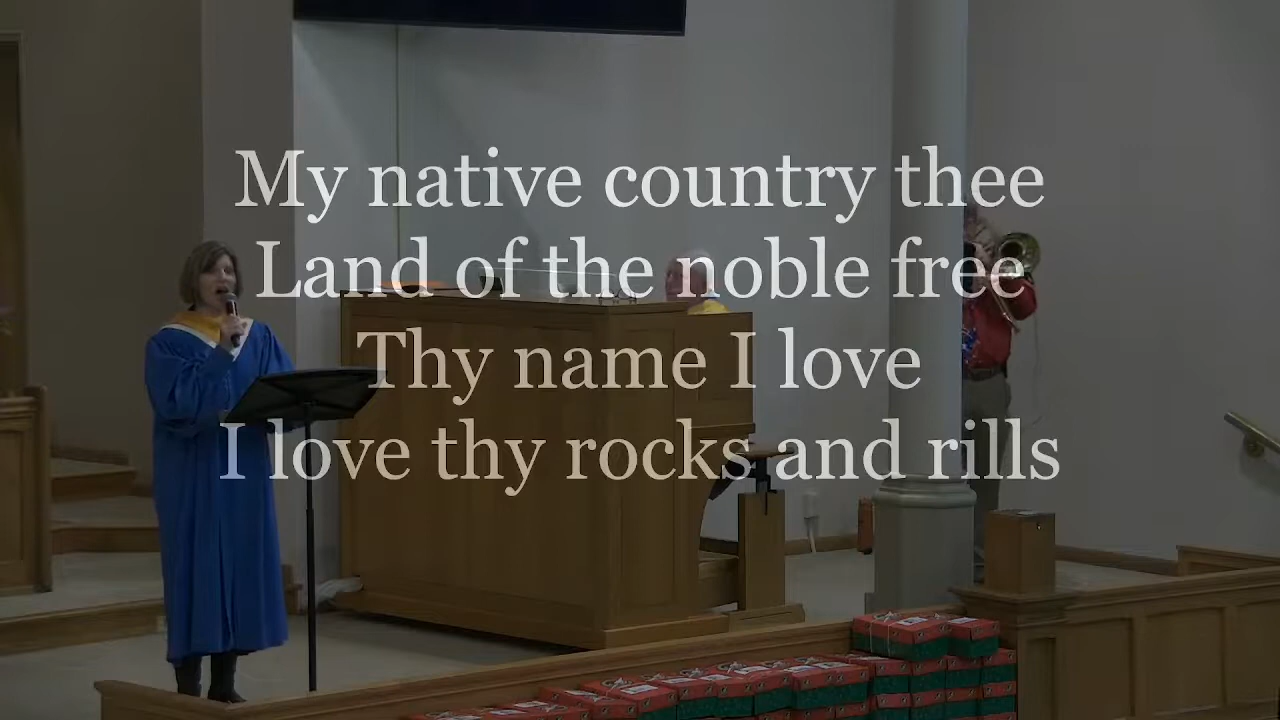 My native country thee
Land of the noble free
Thy name I love
I love thy rocks and rills